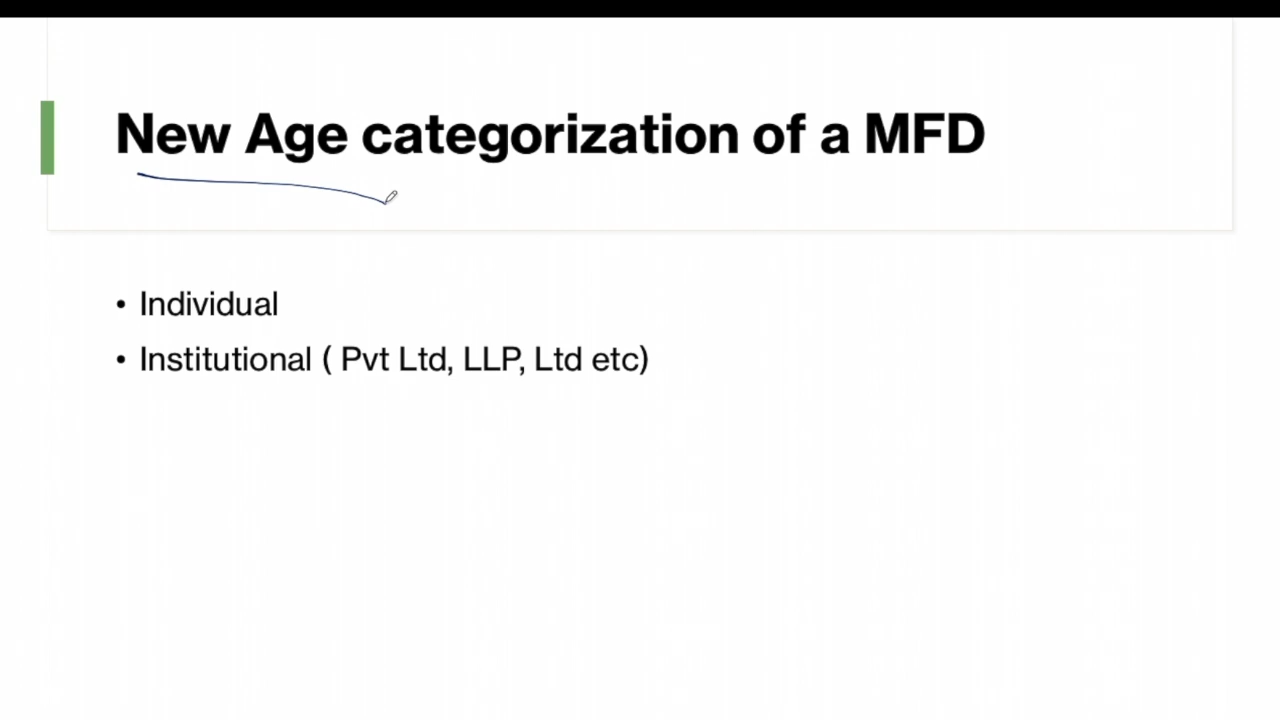 New Age categorization of a MFD
• Individual
• Institutional ( Pvt Ltd, LLP, Ltd etc)